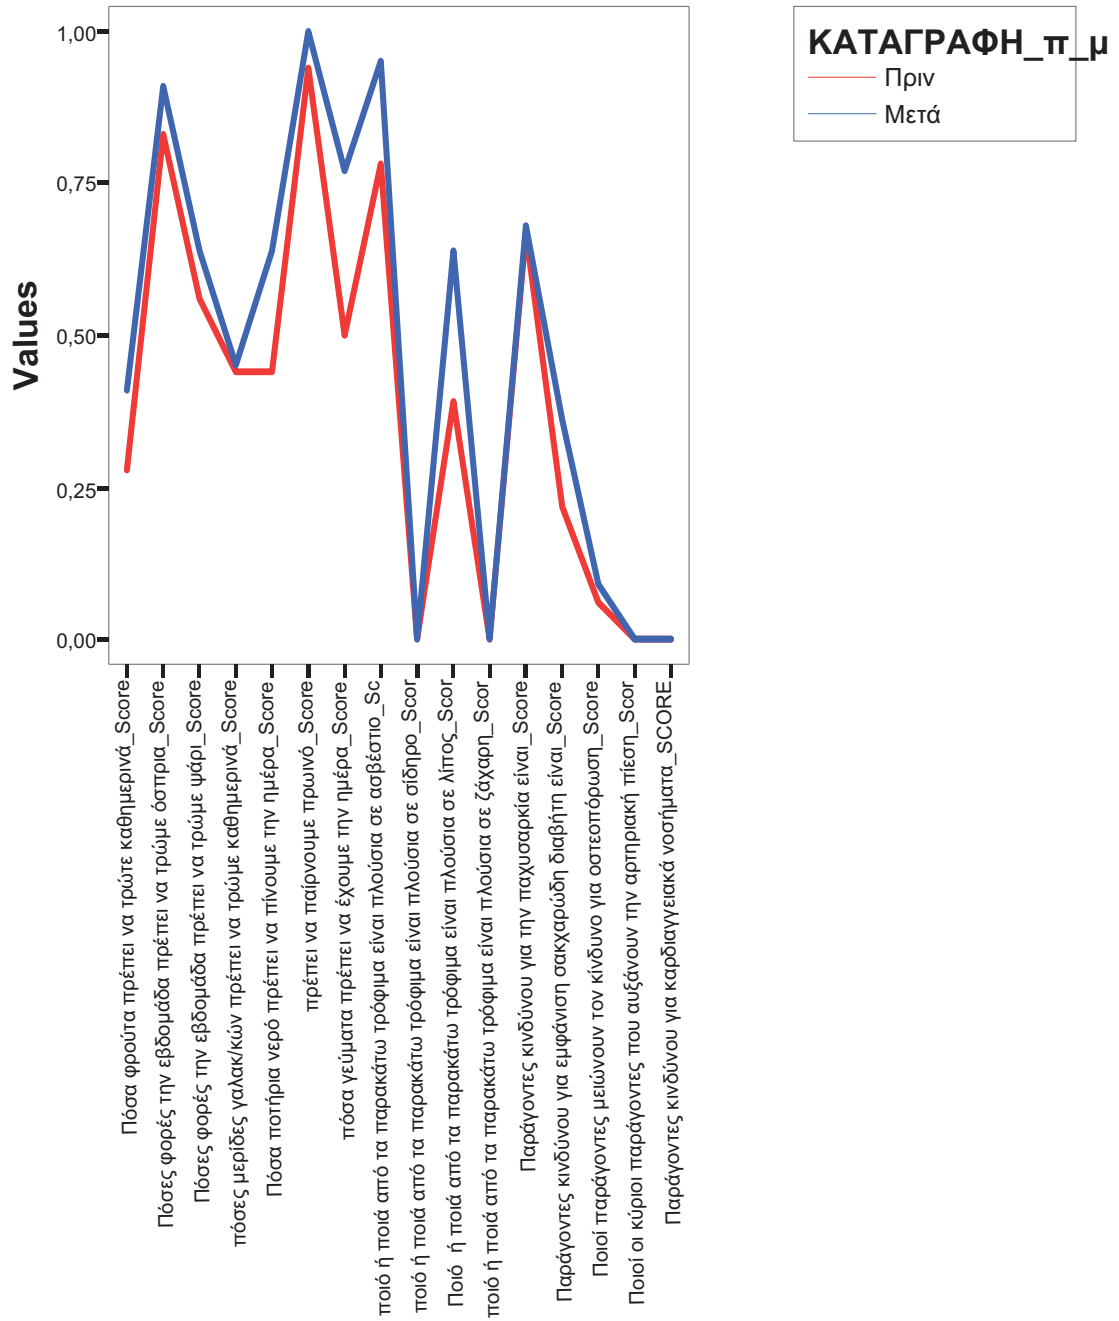 ΚΑΤΑΓΡΑΦΗ_π_μ
Πριν
Μετά
Values
1,00
0,75
0,50
0,25
0,00
Πόσα φρούτα πρέπει να τρώτε καθημερινά_Score
Πόσες φορές την εβδομάδα πρέπει να τρώμε όσπρια_Score
Πόσες φορές την εβδομάδα πρέπει να τρώμε ψάρι_Score
πόσες μερίδες γαλακ/κών πρέπει να τρώμε καθημερινά_Score
Πόσα ποτήρια νερό πρέπει να πίνουμε την ημέρα_Score
πρέπει να παίρνουμε πρωινό_Score
πόσα γεύματα πρέπει να έχουμε την ημέρα_Score
ποιό ή ποιά από τα παρακάτω τρόφιμα είναι πλούσια σε ασβέστιο_Sc
ποιό ή ποιά από τα παρακάτω τρόφιμα είναι πλούσια σε σίδηρο_Scor
Ποιό ή ποιά από τα παρακάτω τρόφιμα είναι πλούσια σε λίπος_Scor
ποιό ή ποιά από τα παρακάτω τρόφιμα είναι πλούσια σε ζάχαρη_Scor
Παράγοντες κινδύνου για την παχυσαρκία είναι_Score
Παράγοντες κινδύνου για εμφάνιση σακχαρώδη διαβήτη είναι_Score
Ποιοί παράγοντες μειώνουν τον κίνδυνο για οστεοπόρωση_Score
Ποιοί οι κύριοι παράγοντες που αυξάνουν την αρτηριακή πίεση_Scor
Παράγοντες κινδύνου για καρδιαγγειακά νοσήματα_SCORE